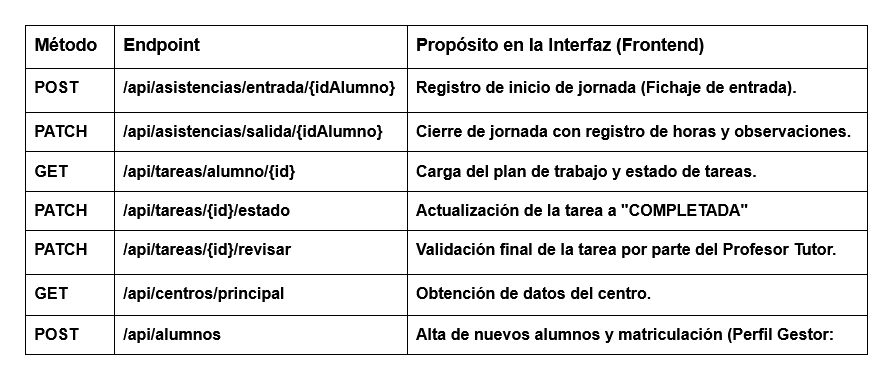 Método Endpoint Propósito en la Interfaz (Frontend)
POST /api/asistencias/entrada/{idAlumno} Registro de inicio de jornada (Fichaje de entrada).
PATCH /api/asistencias/salida/{idAlumno} Cierre de jornada con registro de horas y observaciones.
GET /api/tareas/alumno/{id} Carga del plan de trabajo y estado de tareas.
PATCH /api/tareas/{id}/estado Actualización de la tarea a "COMPLETADA"
PATCH /api/tareas/{id}/revisar Validación final de la tarea por parte del Profesor Tutor.
GET /api/centros/principal Obtención de datos del centro.
POST /api/alumnos Alta de nuevos alumnos y matriculación (Perfil Gestor: